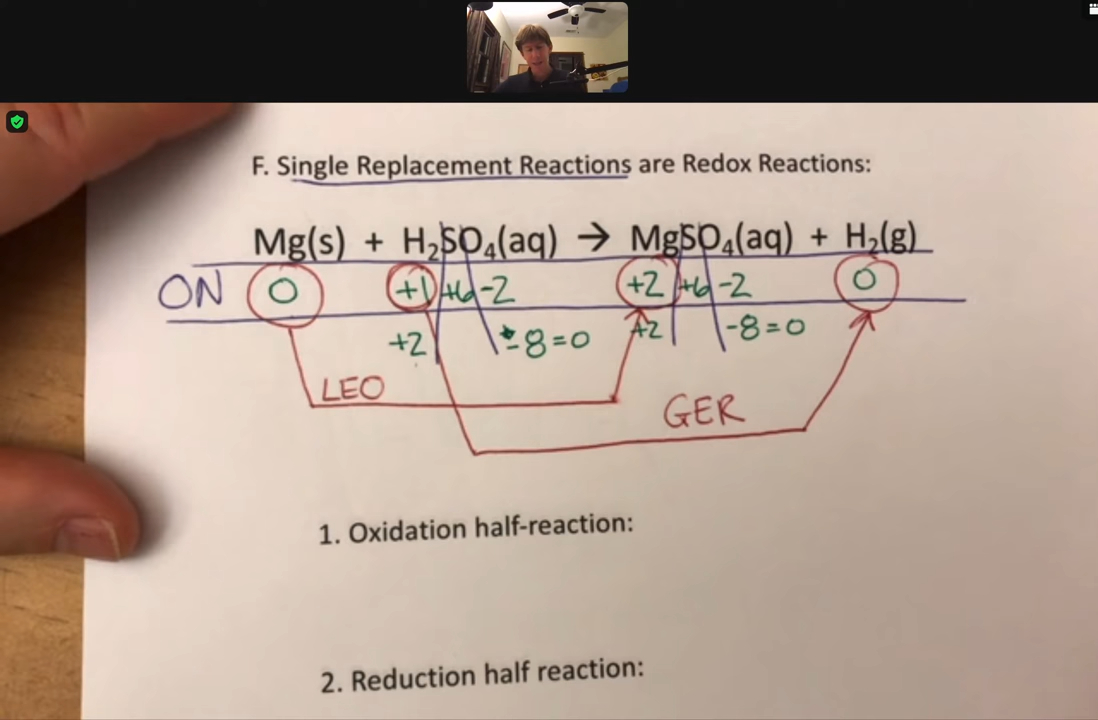 F. Single Replacement Reactions are Redox Reactions:
Mg(s) + H₂SO₄(aq) → MgSO₄(aq) + H₂(g)
ON 0 +1 +6 -2 +2 +6 -2 0
+2 -8=0 +2 -8=0
LEO GER
1. Oxidation half-reaction:
2. Reduction half reaction: